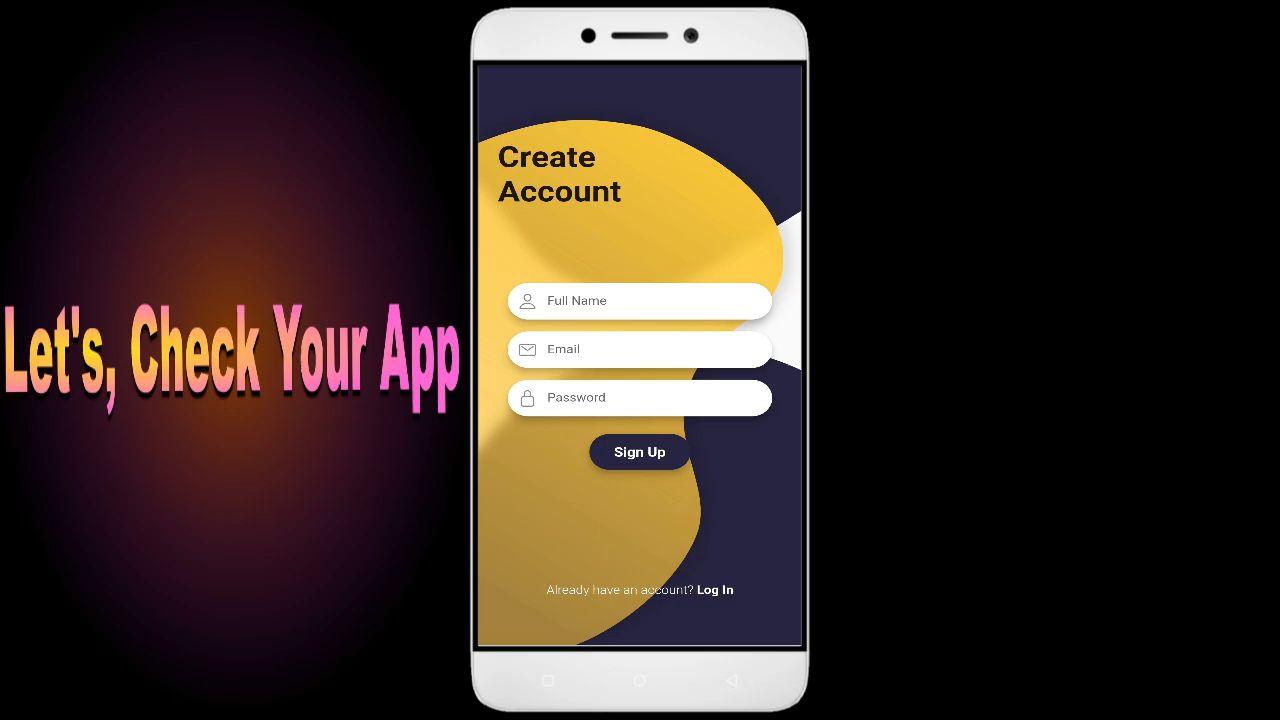 Let's, Check Your App
Create
Account
Full Name
Email
Password
Sign Up
Already have an account? Log In